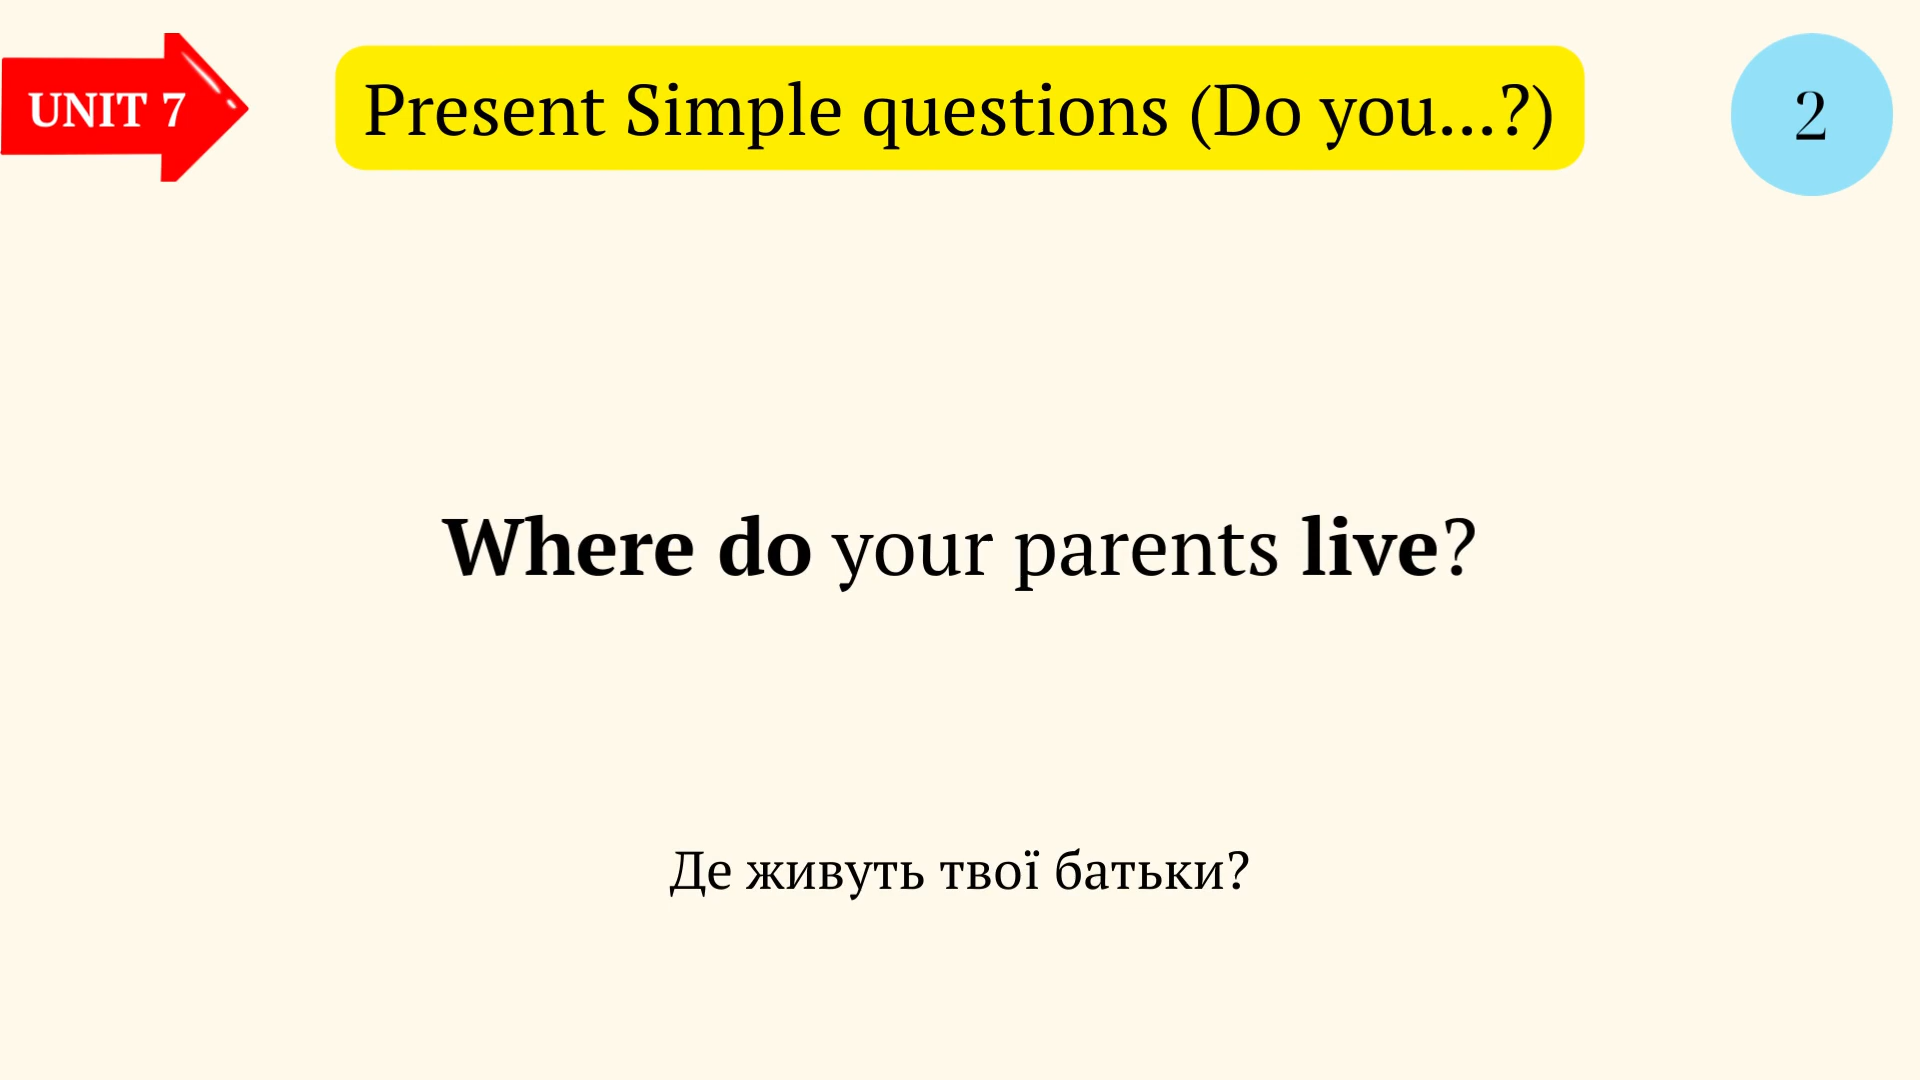 UNIT 7
Present Simple questions (Do you...?)
2
Where do your parents live?
Де живуть твої батьки?